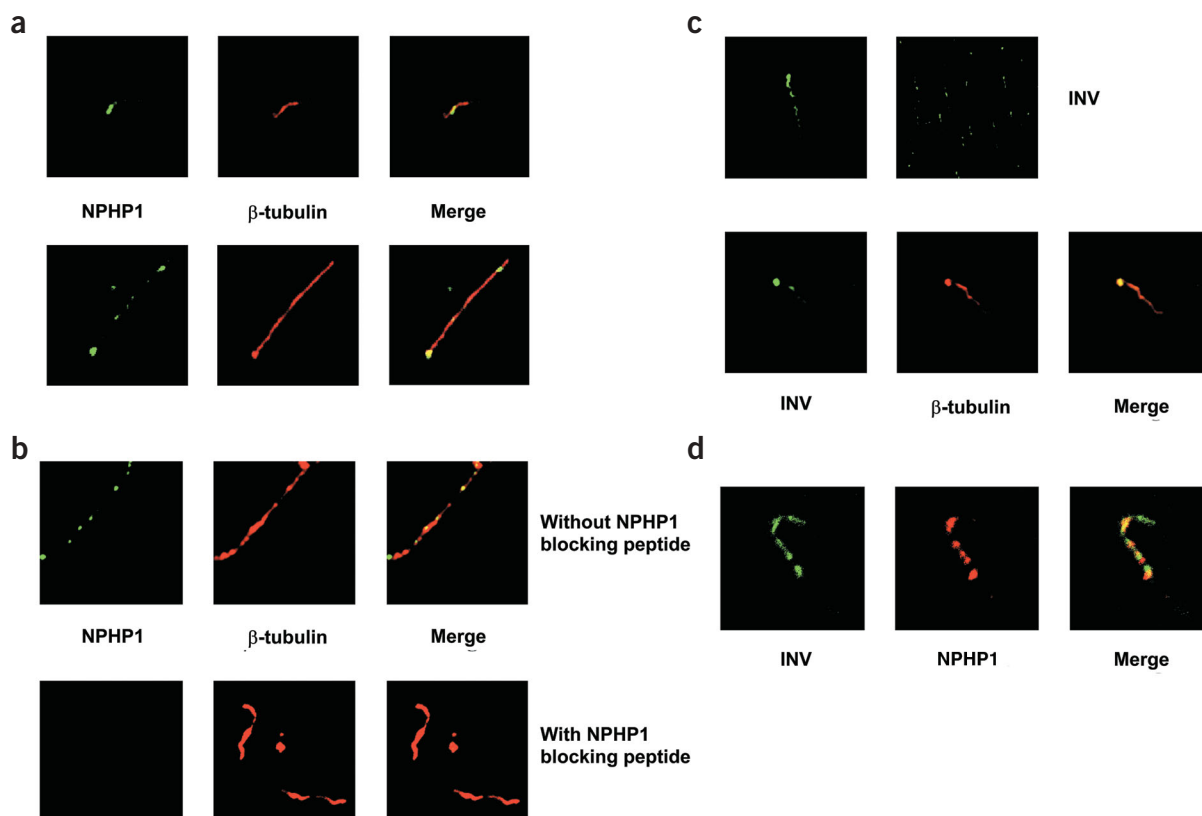 a
NPHP1 β-tubulin Merge
b
Without NPHP1
blocking peptide
NPHP1 β-tubulin Merge
With NPHP1
blocking peptide
c
INV
INV β-tubulin Merge
d
INV NPHP1 Merge